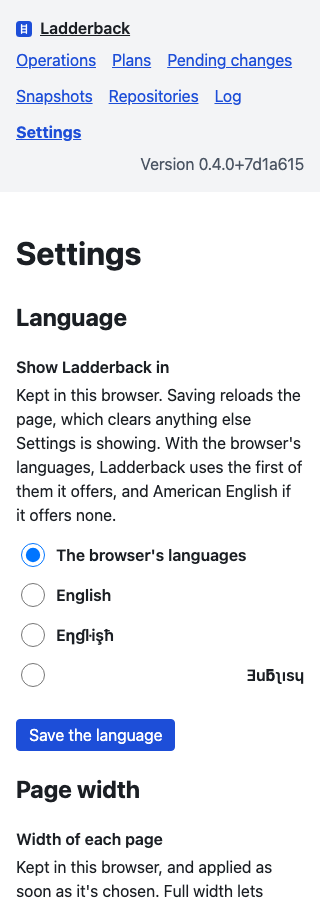 Ladderback
Operations Plans Pending changes
Snapshots Repositories Log
Settings
Version 0.4.0+7d1a615
Settings
Language
Show Ladderback in
Kept in this browser. Saving reloads the
page, which clears anything else
Settings is showing. With the browser's
languages, Ladderback uses the first of
them it offers, and American English if
it offers none.
The browser's languages
English
Eƞɠŀişħ
Ǝuƃʅısɥ
Save the language
Page width
Width of each page
Kept in this browser, and applied as
soon as it's chosen. Full width lets